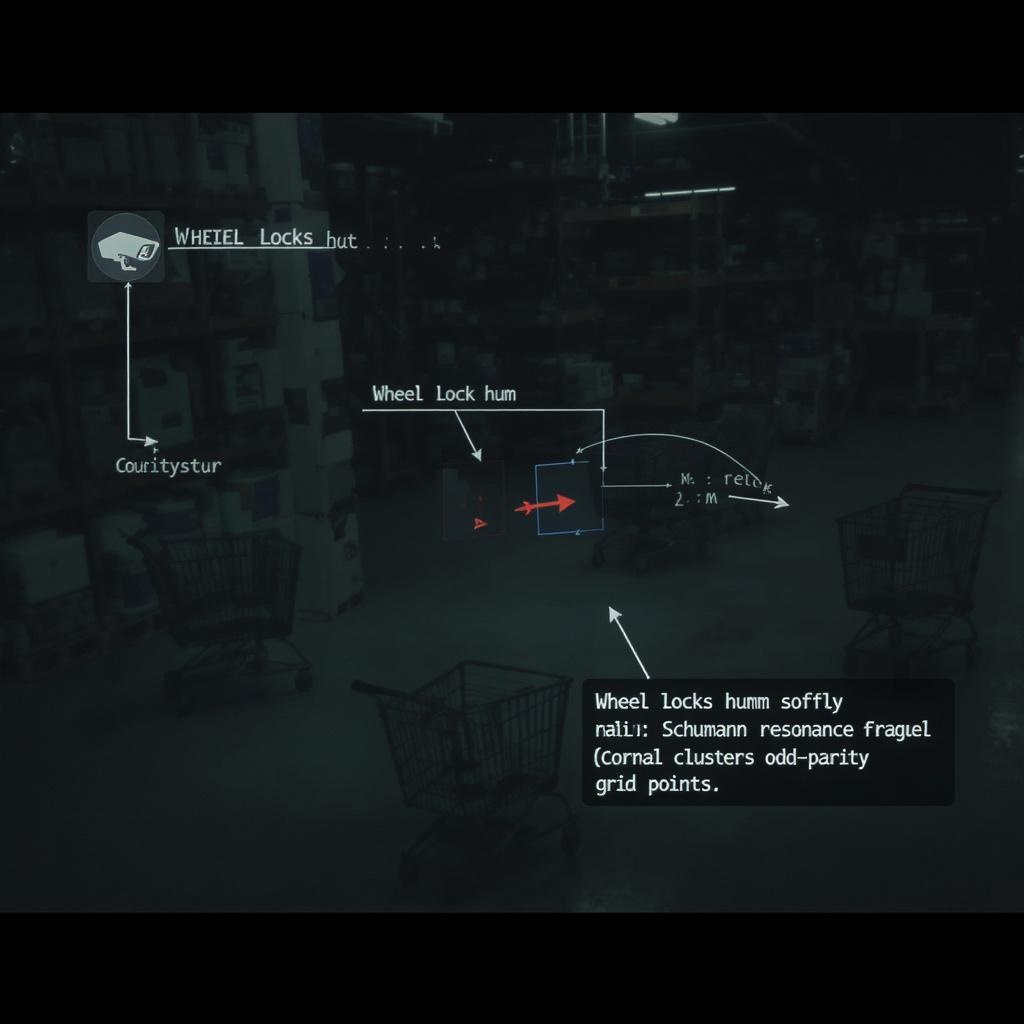 WHEIEL Locks hut
Wheel lock hum
Couritystur
2.:M
Wheel locks humm soffly
Schumann resonance fraguel
(Cornal clusters odd-parity
grid points.